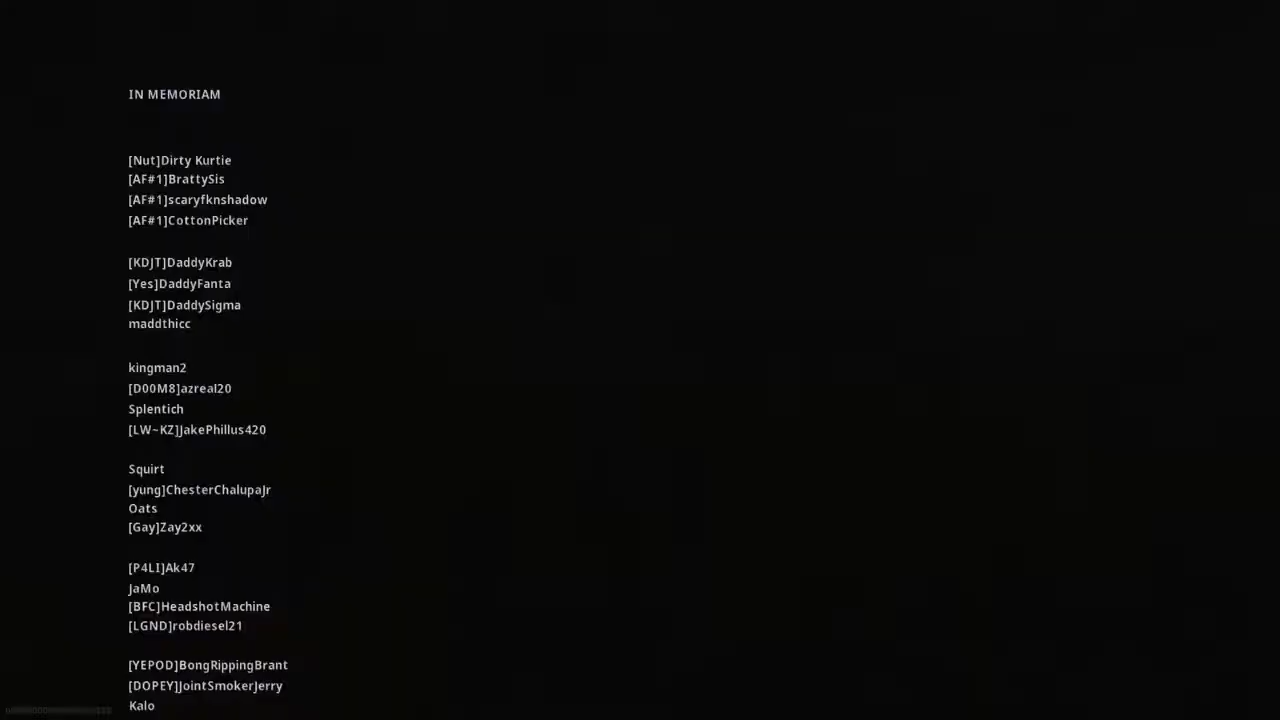 IN MEMORIAM
[Nut]Dirty Kurtie
[AF#1]BrattySis
[AF#1]scaryfknshadow
[AF#1]CottonPicker
[KDJT]DaddyKrab
[Yes]DaddyFanta
[KDJT]DaddySigma
maddthicc
kingman2
[D00M8]azreal20
Splentich
[LW~KZ]JakePhillus420
Squirt
[yung]ChesterChalupaJr
Oats
[Gay]Zay2xx
[P4LI]Ak47
JaMo
[BFC]HeadshotMachine
[LGND]robdiesel21
[YEPOD]BongRippingBrant
[DOPEY]JointSmokerJerry
Kalo